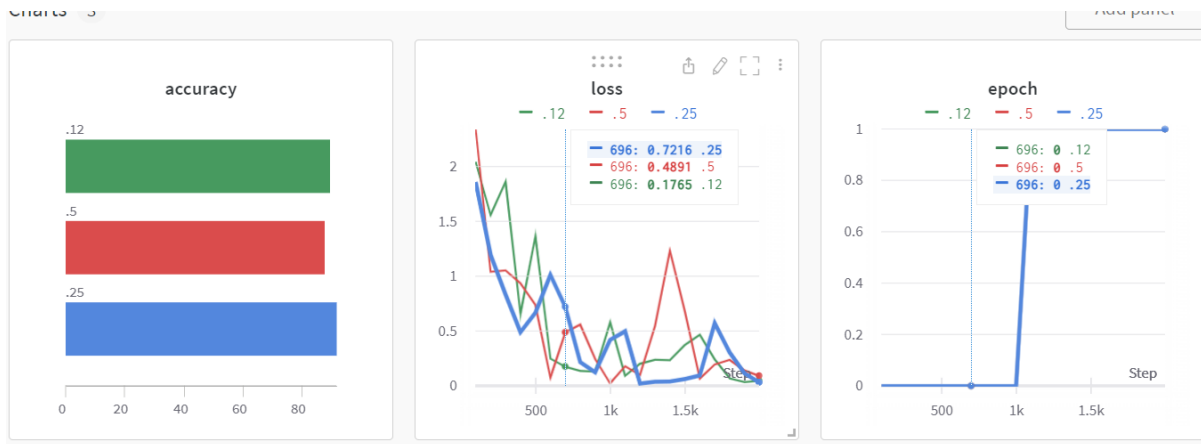 Charts 3
Add panel
accuracy
.12
.5
.25
0 20 40 60 80
loss
.12 .5 .25
696: 0.7216 .25
696: 0.4891 .5
696: 0.1765 .12
2
1.5
1
0.5
0
Step
500 1k 1.5k
epoch
.12 .5 .25
696: 0 .12
696: 0 .5
696: 0 .25
1
0.8
0.6
0.4
0.2
0
Step
500 1k 1.5k